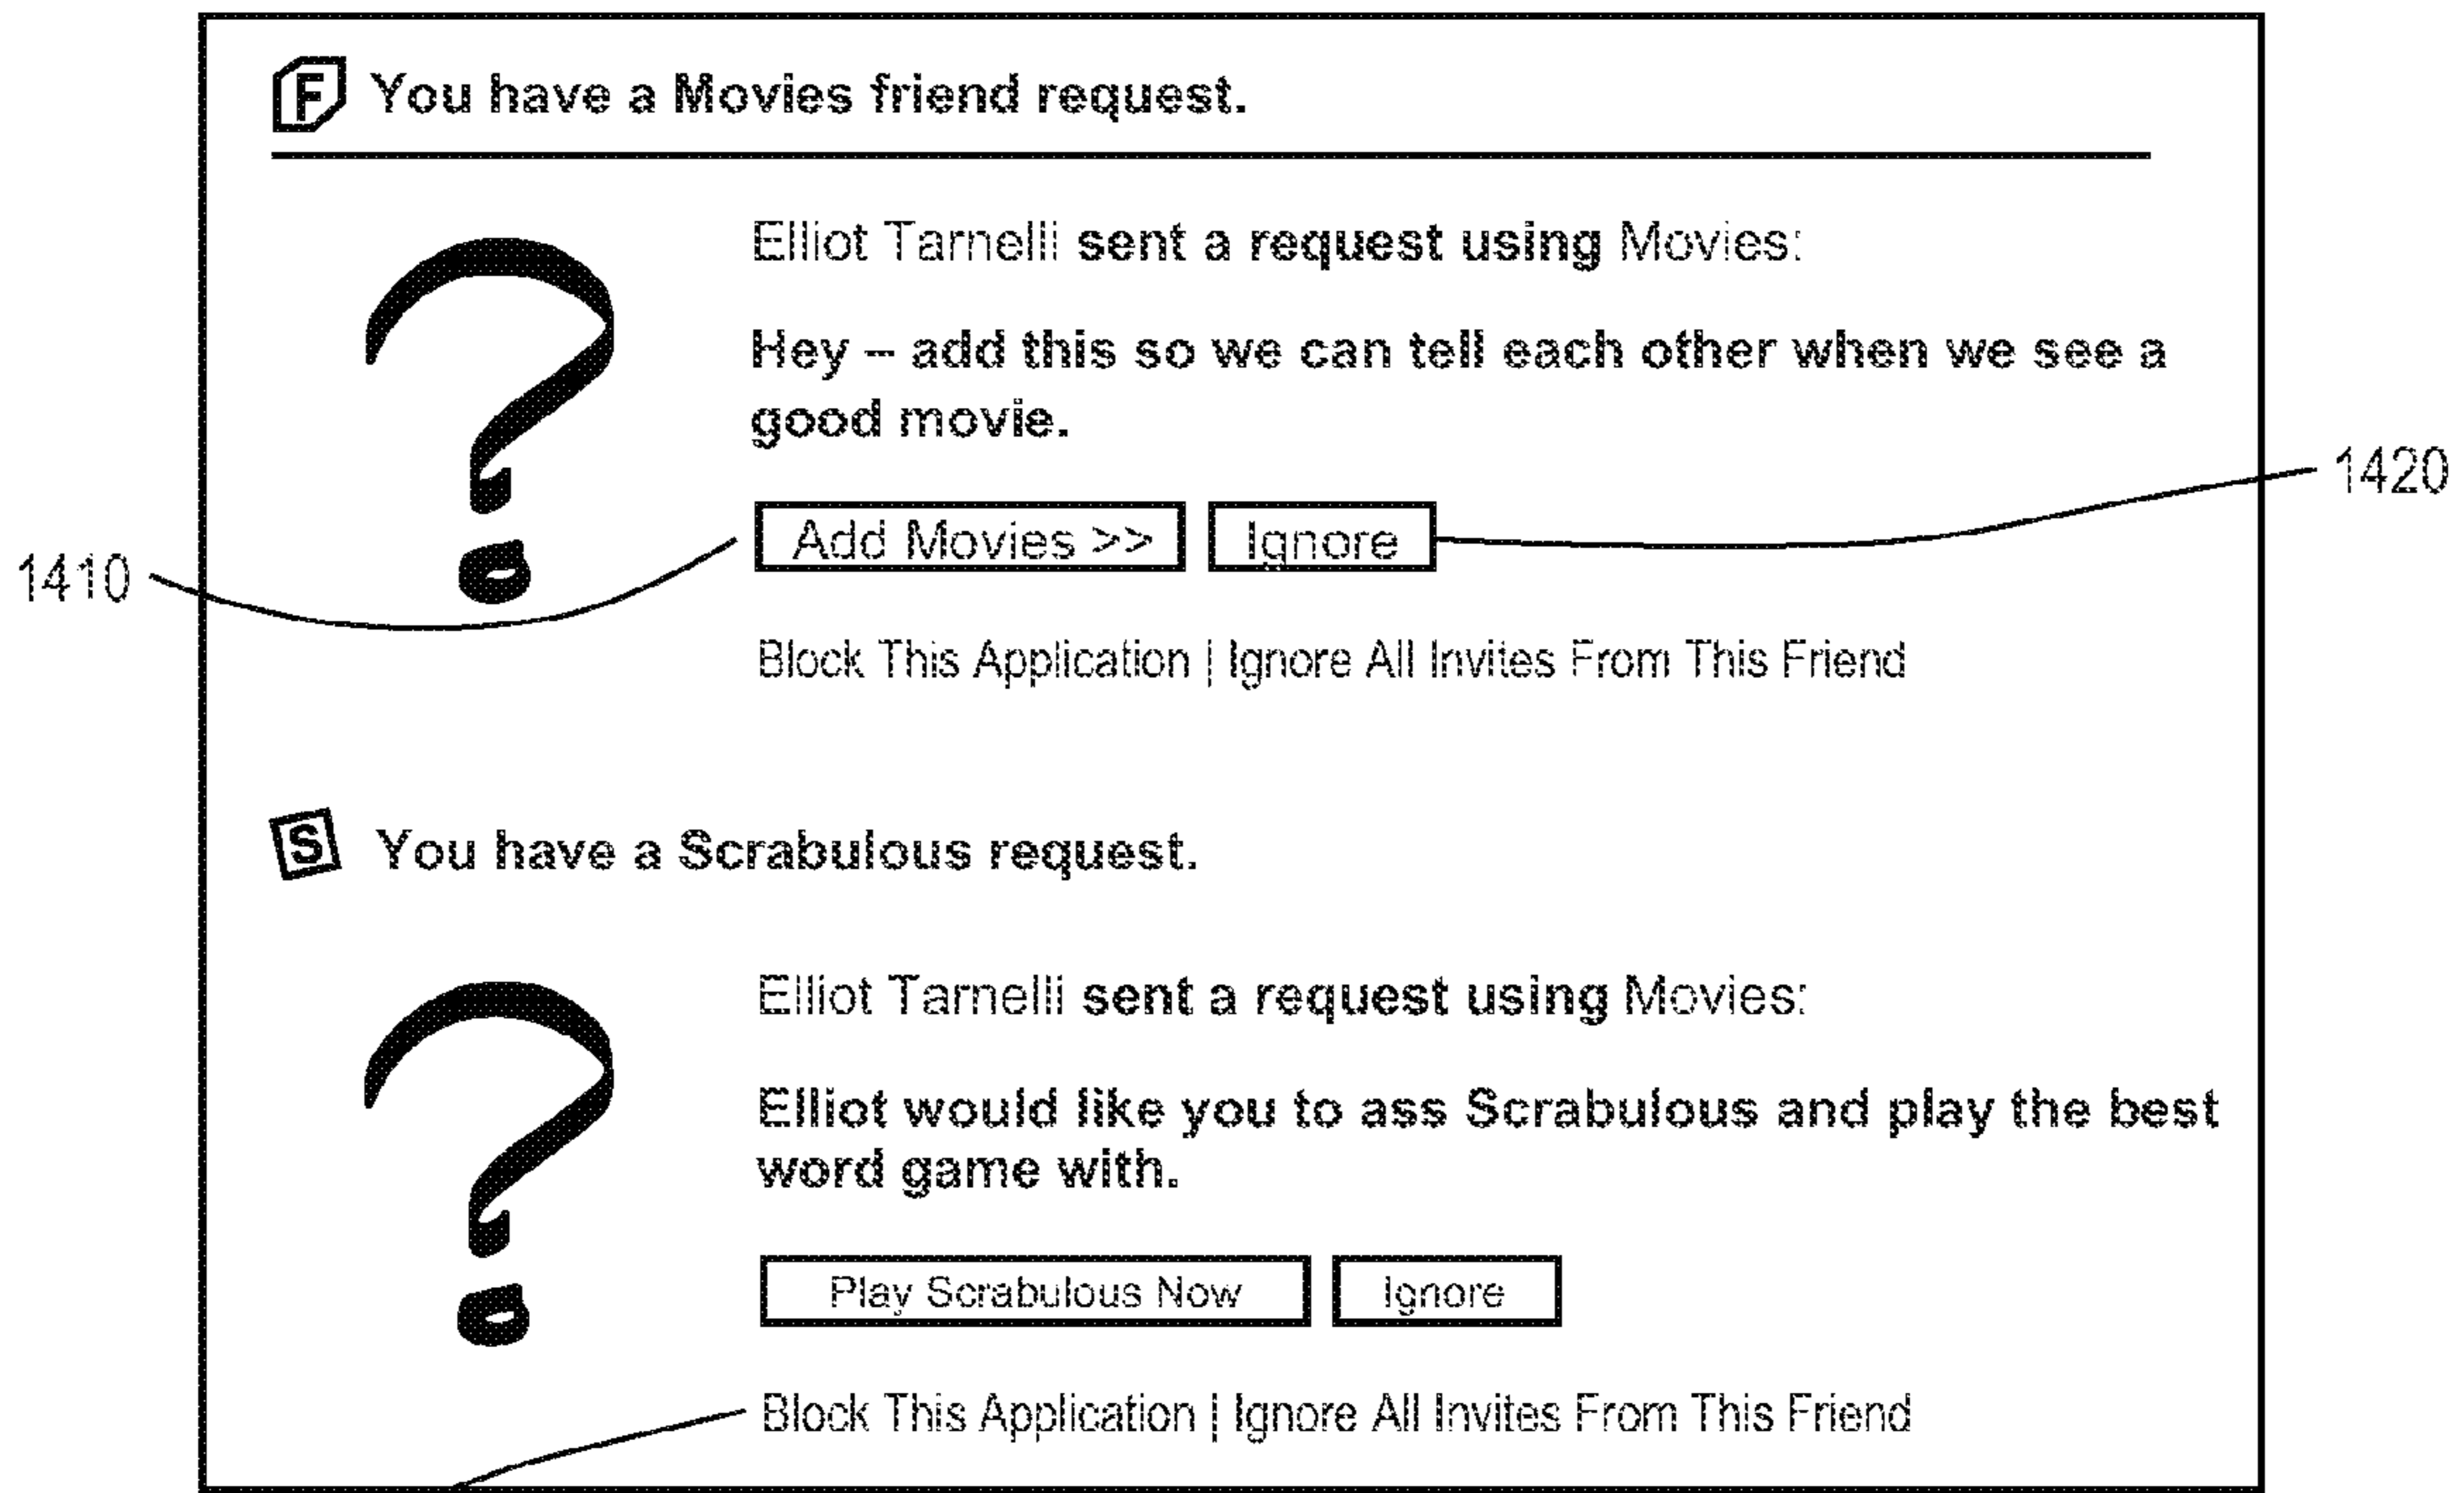 F You have a Movies friend request.
Elliot Tarnelli sent a request using Movies:
Hey – add this so we can tell each other when we see a
good movie.
1420
Add Movies >> Ignore
1410
Block This Application | Ignore All Invites From This Friend
S You have a Scrabulous request.
Elliot Tarnelli sent a request using Movies:
Elliot would like you to ass Scrabulous and play the best
word game with.
Play Scrabulous Now Ignore
Block This Application | Ignore All Invites From This Friend